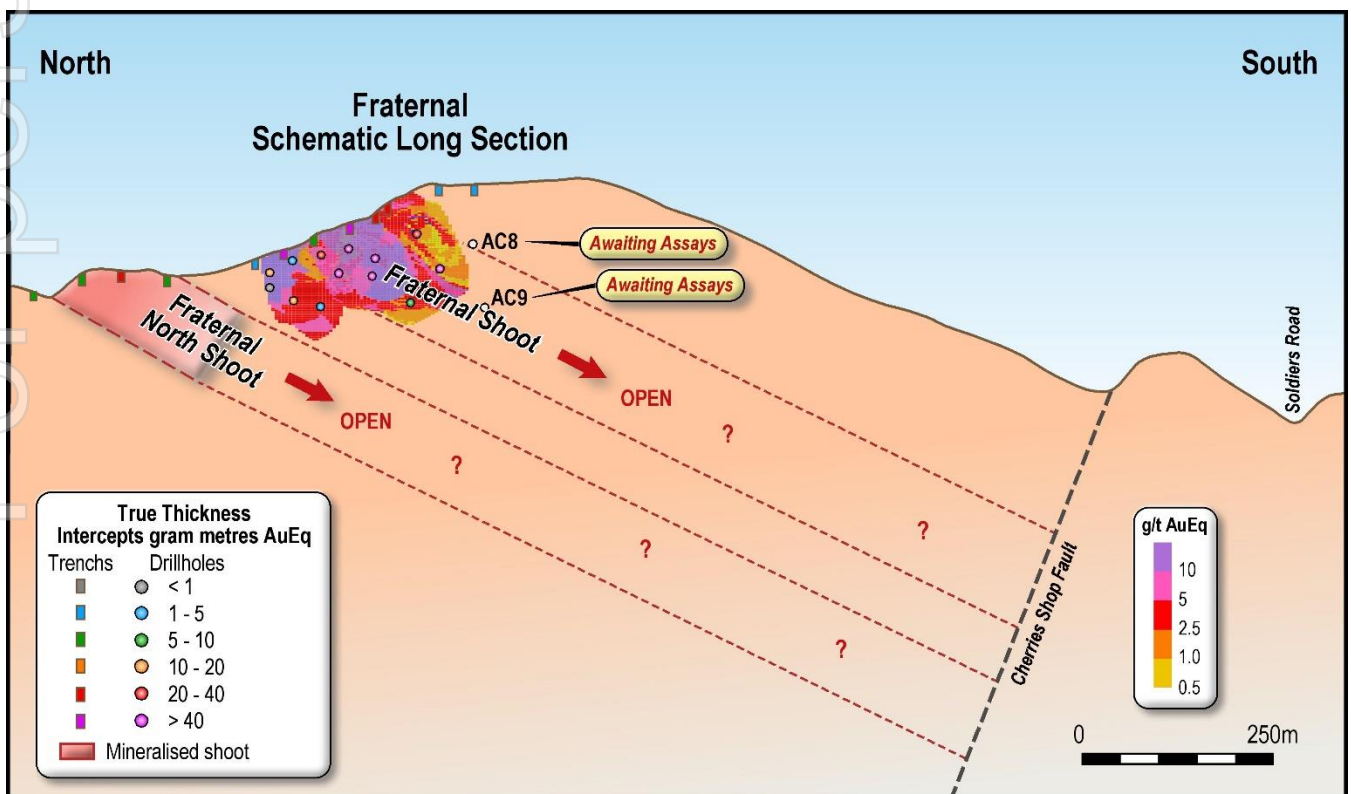 North
South
Fraternal
Schematic Long Section
AC8
Awaiting Assays
AC9
Awaiting Assays
Fraternal Shoot
Fraternal
North Shoot
OPEN
OPEN
?
?
?
?
?
Soldiers Road
Cherries Shop Fault
True Thickness
Intercepts gram metres AuEq
Trenchs Drillholes
< 1
1 - 5
5 - 10
10 - 20
20 - 40
> 40
Mineralised shoot
g/t AuEq
10
5
2.5
1.0
0.5
0 250m